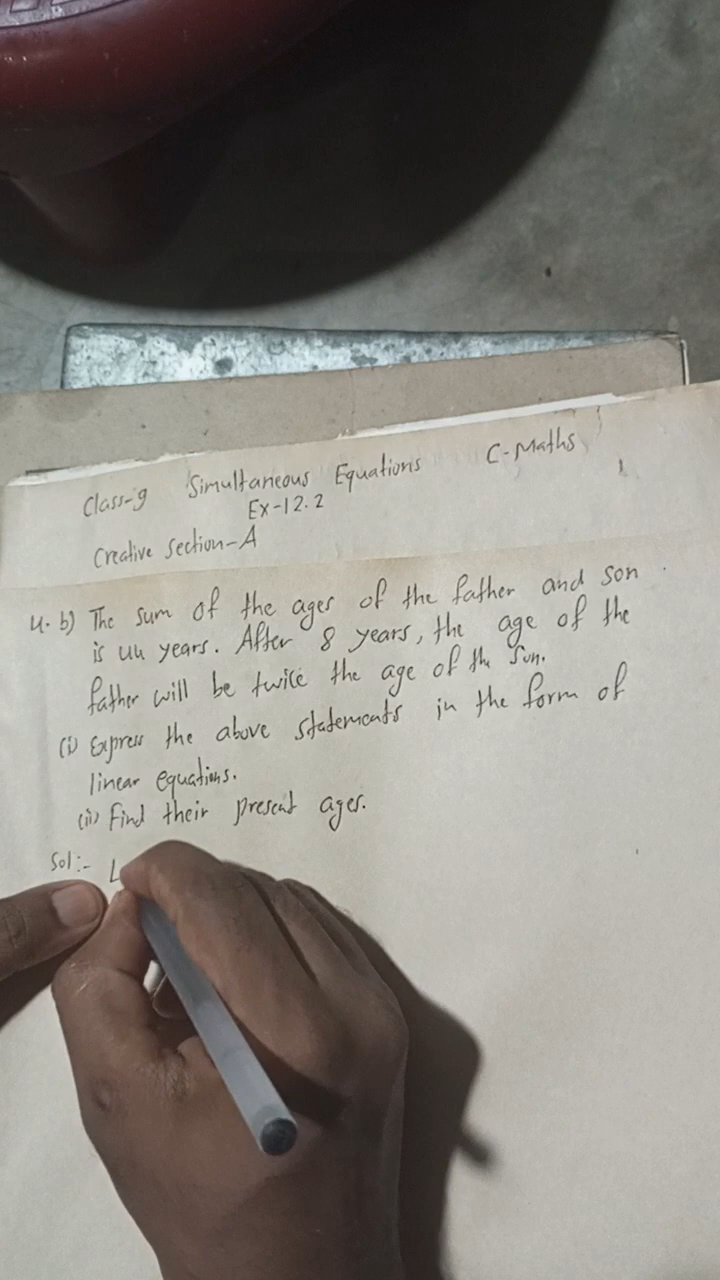 Class-9 Simultaneous Equations C-Maths
Ex-12.2
Creative Section-A
4. b) The sum of the ages of the father and son
is 44 years. After 8 years, the age of the
father will be twice the age of the son.
(i) Express the above statements in the form of
linear equations.
(ii) Find their present ages.
Sol:- L